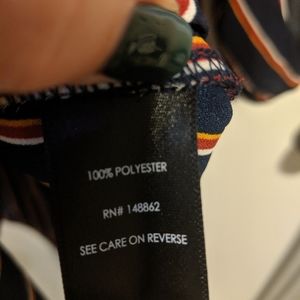 100% POLYESTER
RN# 148862
SEE CARE ON REVERSE